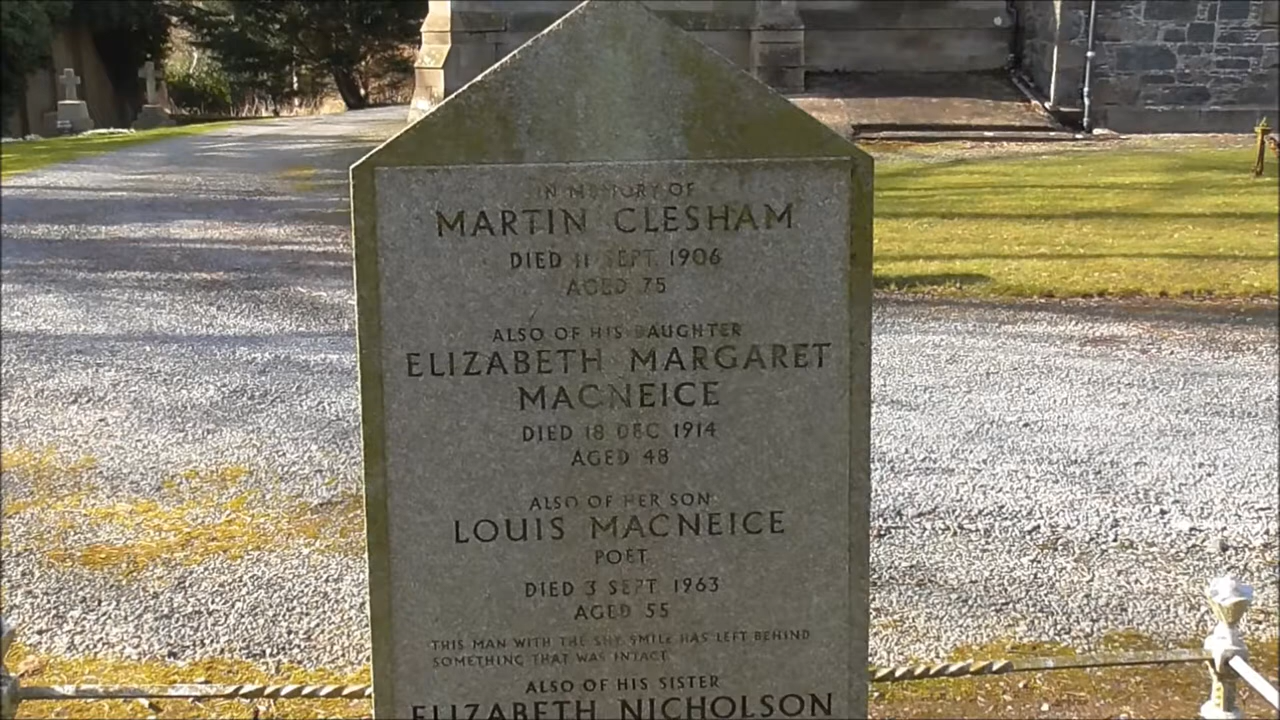 IN MEMORY OF
MARTIN CLESHAM
DIED 11 SEPT. 1906
AGED 75
ALSO OF HIS DAUGHTER
ELIZABETH MARGARET
MACNEICE
DIED 18 DEC 1914
AGED 48
ALSO OF HER SON
LOUIS MACNEICE
POET
DIED 3 SEPT. 1963
AGED 55
THIS MAN WITH THE SHY SMILE HAS LEFT BEHIND
SOMETHING THAT WAS INTACT
ALSO OF HIS SISTER
ELIZABETH NICHOLSON